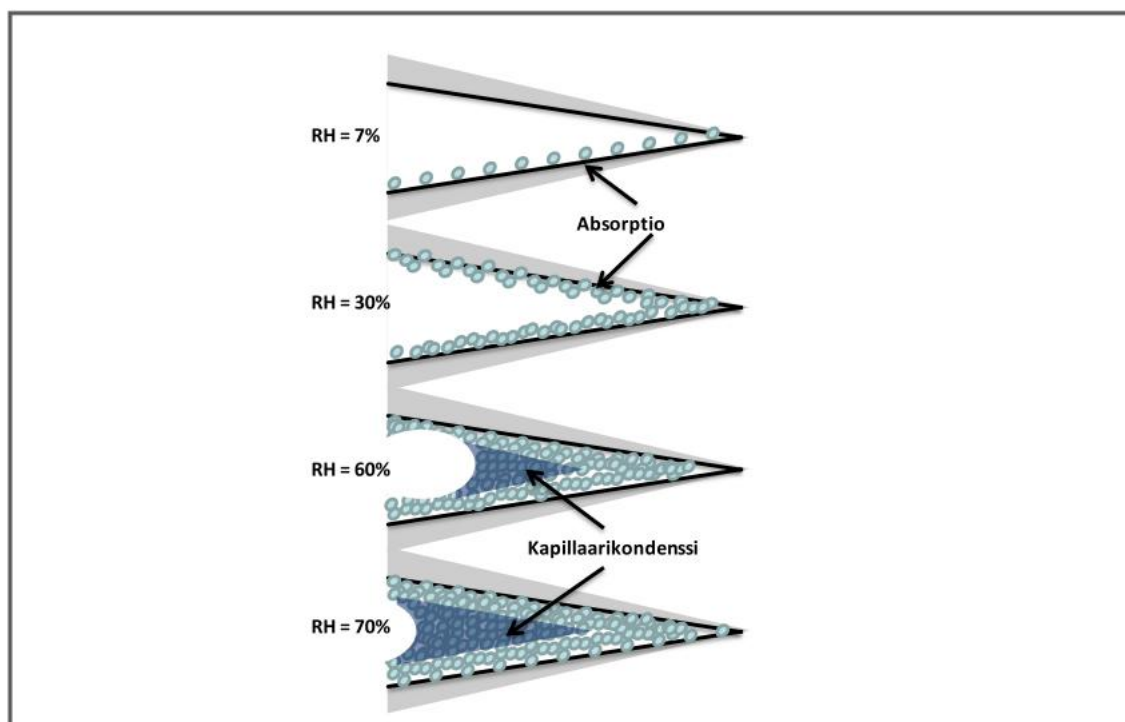 RH = 7%
Absorptio
RH = 30%
RH = 60%
Kapillaarikondenssi
RH = 70%